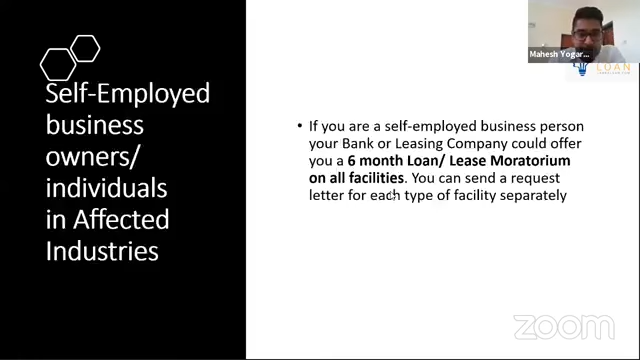 Mahesh Yogar...
LOAN
Self-Employed
business
owners/
individuals
in Affected
Industries
• If you are a self-employed business person
your Bank or Leasing Company could offer
you a 6 month Loan/ Lease Moratorium
on all facilities. You can send a request
letter for each type of facility separately
zoom